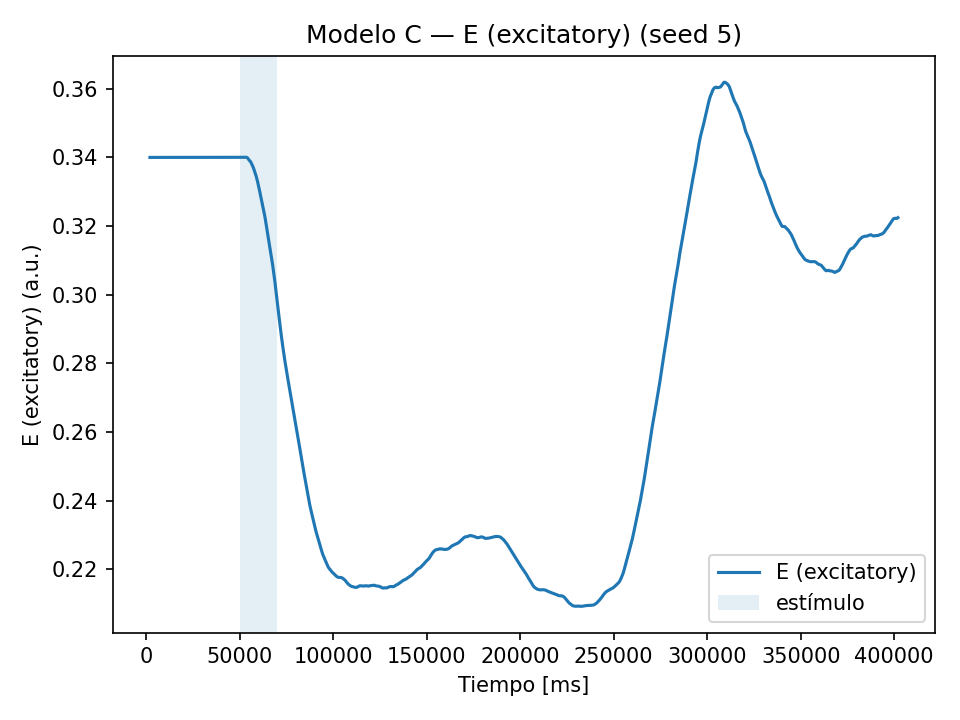 Modelo C — E (excitatory) (seed 5)
E (excitatory) (a.u.)
0.36
0.34
0.32
0.30
0.28
0.26
0.24
0.22
E (excitatory)
estímulo
0 50000 100000 150000 200000 250000 300000 350000 400000
Tiempo [ms]